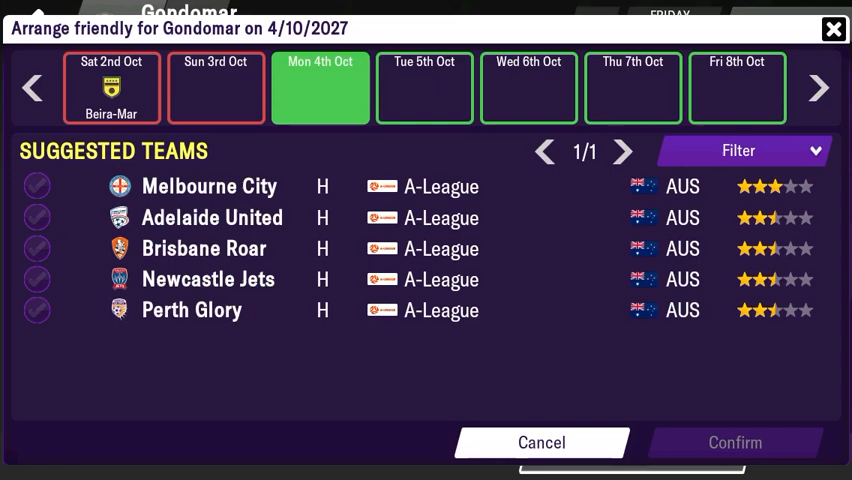 Gondomar
FRIDAY
Arrange friendly for Gondomar on 4/10/2027
Sat 2nd Oct
Sun 3rd Oct
Mon 4th Oct
Tue 5th Oct
Wed 6th Oct
Thu 7th Oct
Fri 8th Oct
Beira-Mar
SUGGESTED TEAMS
1/1
Filter
Melbourne City H A-League AUS
Adelaide United H A-League AUS
Brisbane Roar H A-League AUS
Newcastle Jets H A-League AUS
Perth Glory H A-League AUS
Cancel
Confirm